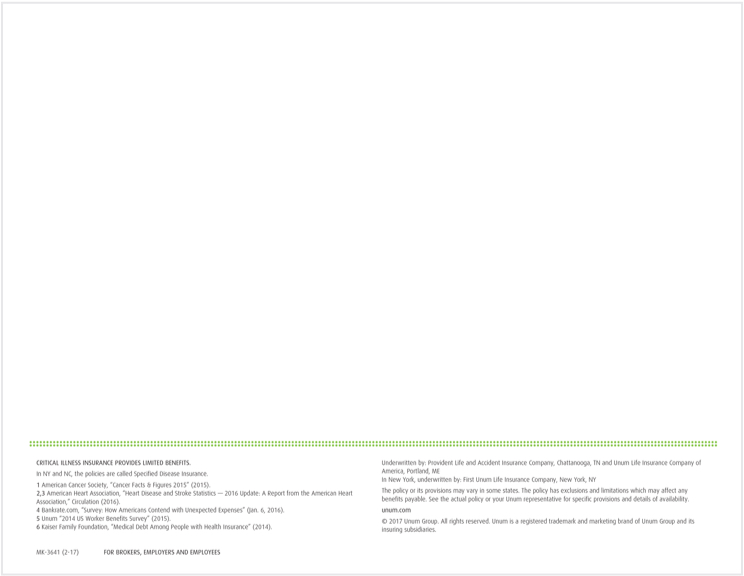 CRITICAL ILLNESS INSURANCE PROVIDES LIMITED BENEFITS.
In NY and NC, the policies are called Specified Disease Insurance.
1 American Cancer Society, “Cancer Facts & Figures 2015” (2015).
2,3 American Heart Association, “Heart Disease and Stroke Statistics — 2016 Update: A Report from the American Heart
Association,” Circulation (2016).
4 Bankrate.com, “Survey: How Americans Contend with Unexpected Expenses” (Jan. 6, 2016).
5 Unum “2014 US Worker Benefits Survey” (2015).
6 Kaiser Family Foundation, “Medical Debt Among People with Health Insurance” (2014).
MK-3641 (2-17) FOR BROKERS, EMPLOYERS AND EMPLOYEES
Underwritten by: Provident Life and Accident Insurance Company, Chattanooga, TN and Unum Life Insurance Company of
America, Portland, ME
In New York, underwritten by: First Unum Life Insurance Company, New York, NY
The policy or its provisions may vary in some states. The policy has exclusions and limitations which may affect any
benefits payable. See the actual policy or your Unum representative for specific provisions and details of availability.
unum.com
© 2017 Unum Group. All rights reserved. Unum is a registered trademark and marketing brand of Unum Group and its
insuring subsidiaries.